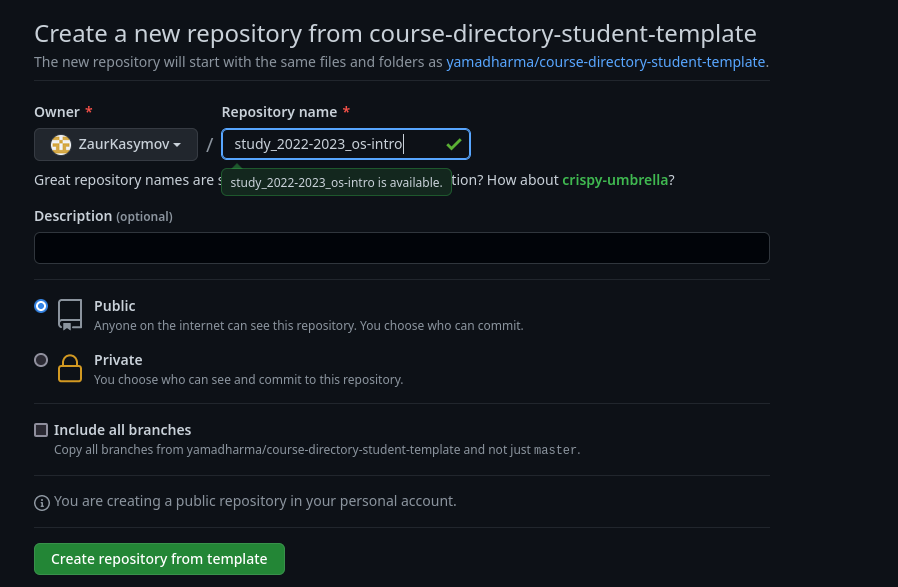 Create a new repository from course-directory-student-template
The new repository will start with the same files and folders as yamadharma/course-directory-student-template.
Owner * Repository name *
ZaurKasymov / study_2022-2023_os-intro
Great repository names are tion? How about crispy-umbrella?
study_2022-2023_os-intro is available.
Description (optional)
Public
Anyone on the internet can see this repository. You choose who can commit.
Private
You choose who can see and commit to this repository.
Include all branches
Copy all branches from yamadharma/course-directory-student-template and not just master.
You are creating a public repository in your personal account.
Create repository from template